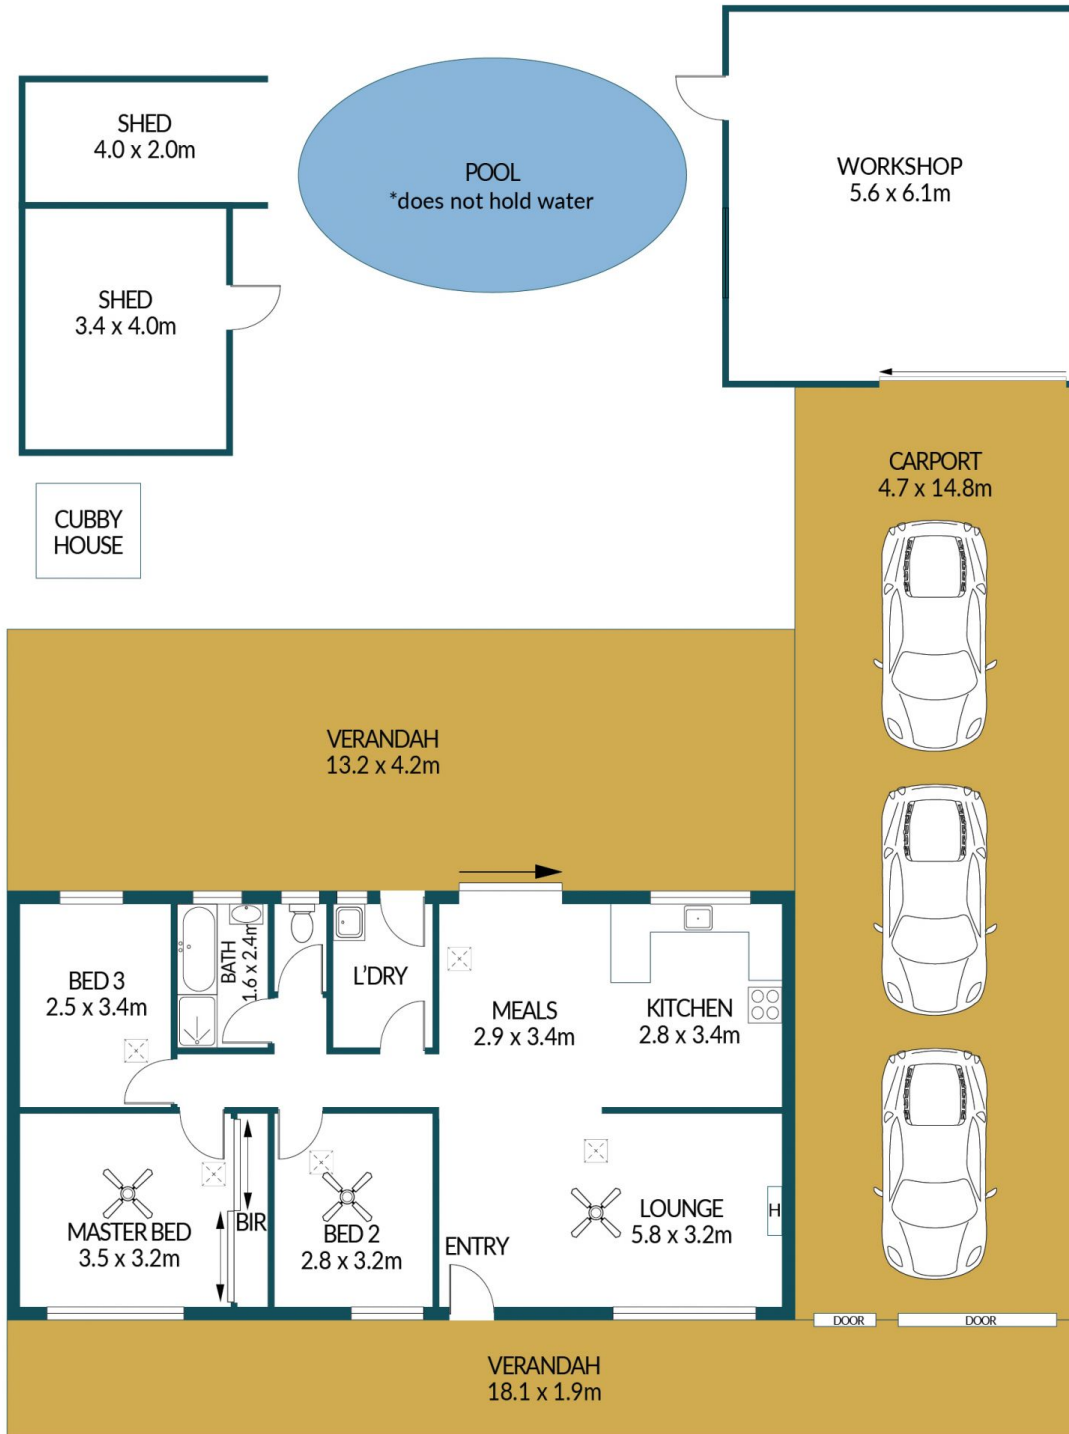 SHED
4.0 x 2.0m
POOL
*does not hold water
WORKSHOP
5.6 x 6.1m
SHED
3.4 x 4.0m
CARPORT
4.7 x 14.8m
CUBBY
HOUSE
VERANDAH
13.2 x 4.2m
BED 3
2.5 x 3.4m
BATH
1.6 x 2.4m
L'DRY
MEALS
2.9 x 3.4m
KITCHEN
2.8 x 3.4m
MASTER BED
3.5 x 3.2m
BIR
BED 2
2.8 x 3.2m
ENTRY
LOUNGE
5.8 x 3.2m
H
DOOR
DOOR
VERANDAH
18.1 x 1.9m